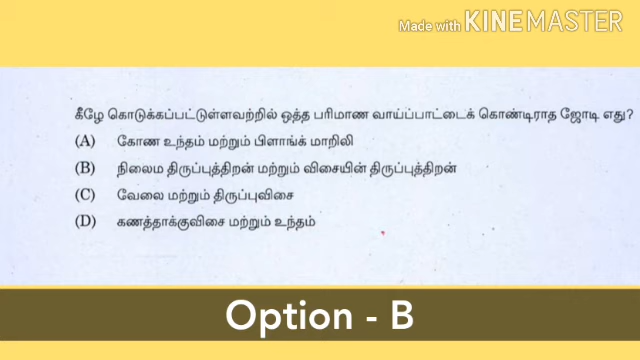 Made with KINEMASTER
கீழே கொடுக்கப்பட்டுள்ளவற்றில் ஒத்த பரிமாண வாய்ப்பாட்டைக் கொண்டிராத ஜோடி எது?
(A) கோண உந்தம் மற்றும் பிளாங்க் மாறிலி
(B) நிலைம திருப்புத்திறன் மற்றும் விசையின் திருப்புத்திறன்
(C) வேலை மற்றும் திருப்புவிசை
(D) கணத்தாக்குவிசை மற்றும் உந்தம்
Option - B